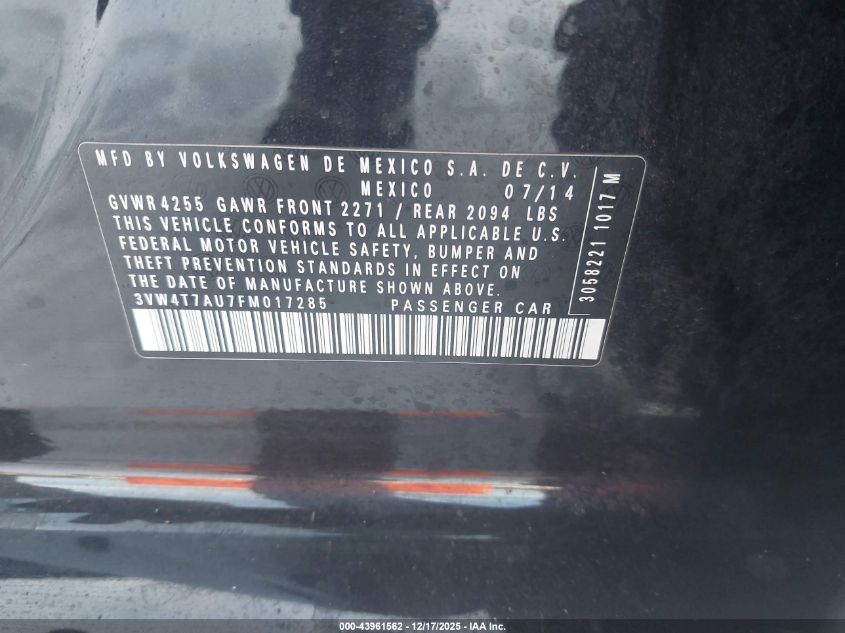 MFD BY VOLKSWAGEN DE MEXICO S.A. DE C.V.
MEXICO 07/14
GVWR 4255 GAWR FRONT 2271 / REAR 2094 LBS
THIS VEHICLE CONFORMS TO ALL APPLICABLE U.S.
FEDERAL MOTOR VEHICLE SAFETY, BUMPER AND
THEFT PREVENTION STANDARDS IN EFFECT ON
THE DATE OF MANUFACTURE SHOWN ABOVE.
3VW4T7AU7FM017285 PASSENGER CAR
3058221 1017 M
000-43961562 - 12/17/2025 - IAA Inc.